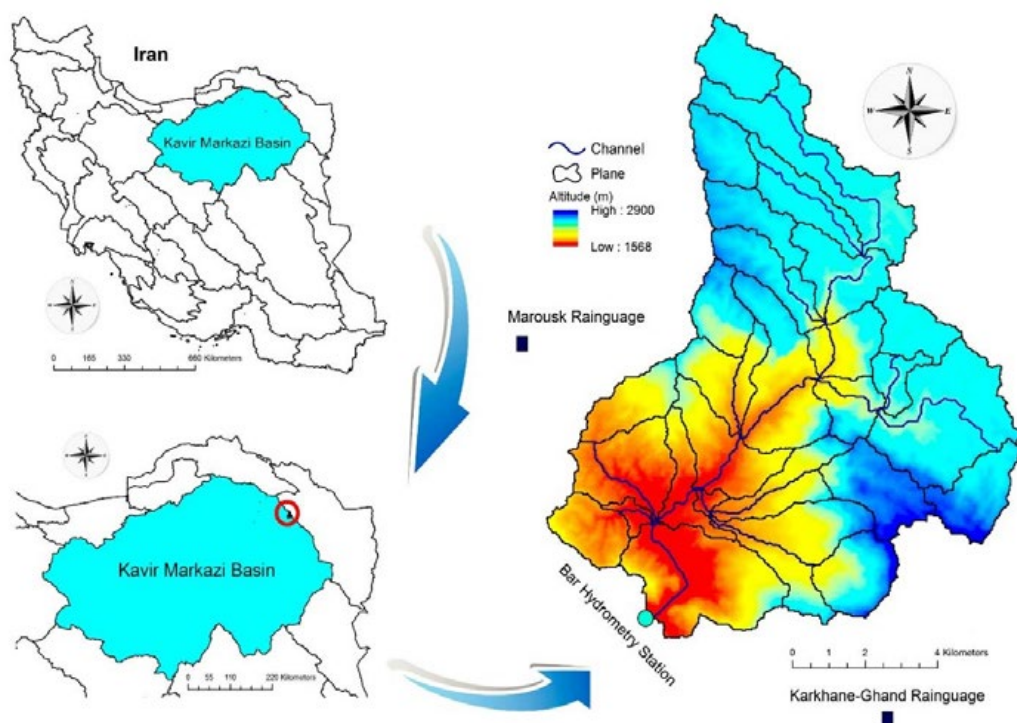 Iran
Kavir Markazi Basin
0 165 330 660 Kilometers
Kavir Markazi Basin
0 55 110 220 Kilometers
N
W E
S
Channel
Plane
Altitude (m)
High : 2900
Low : 1568
Marousk Rainguage
Bar Hydrometry Station
0 1 2 4 Kilometers
Karkhane-Ghand Rainguage